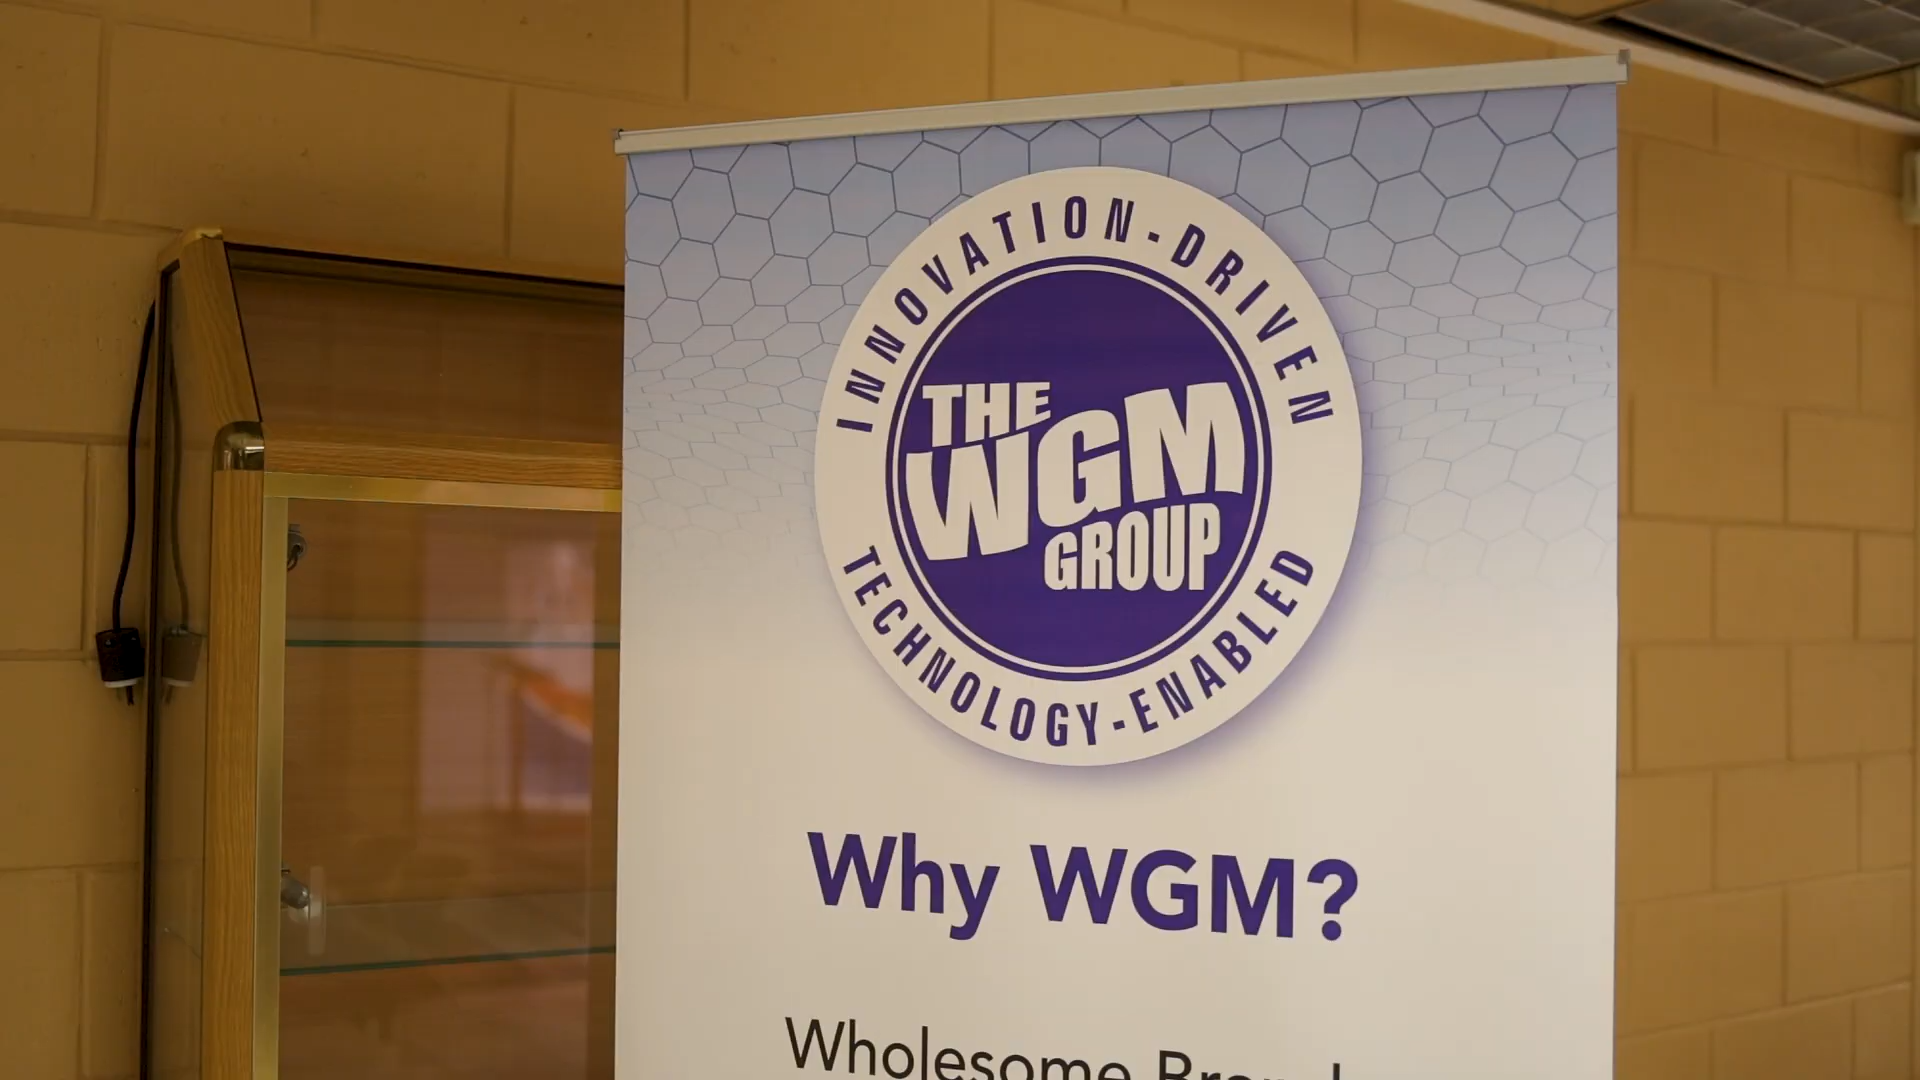 INNOVATION-DRIVEN
THE
WGM
GROUP
TECHNOLOGY-ENABLED
Why WGM?
Wholesome